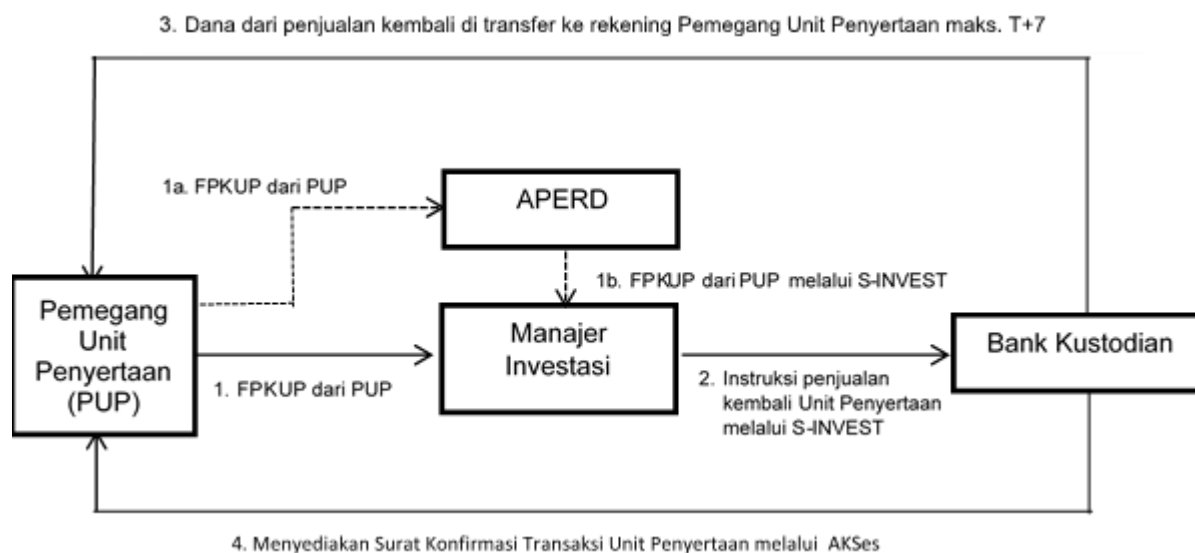 3. Dana dari penjualan kembali di transfer ke rekening Pemegang Unit Penyertaan maks. T+7
1a. FPKUP dari PUP
APERD
1b. FPKUP dari PUP melalui S-INVEST
Pemegang
Unit
Penyertaan
(PUP)
Manajer
Investasi
Bank Kustodian
1. FPKUP dari PUP
2. Instruksi penjualan
kembali Unit Penyertaan
melalui S-INVEST
4. Menyediakan Surat Konfirmasi Transaksi Unit Penyertaan melalui AKSes